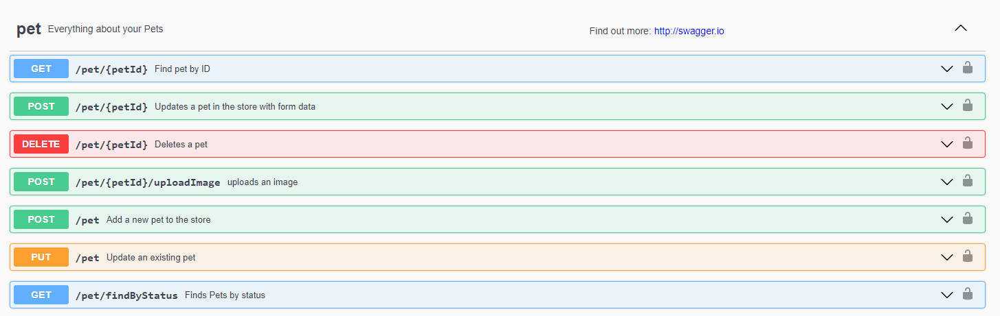 pet Everything about your Pets Find out more: http://swagger.io
GET /pet/{petId} Find pet by ID
POST /pet/{petId} Updates a pet in the store with form data
DELETE /pet/{petId} Deletes a pet
POST /pet/{petId}/uploadImage uploads an image
POST /pet Add a new pet to the store
PUT /pet Update an existing pet
GET /pet/findByStatus Finds Pets by status